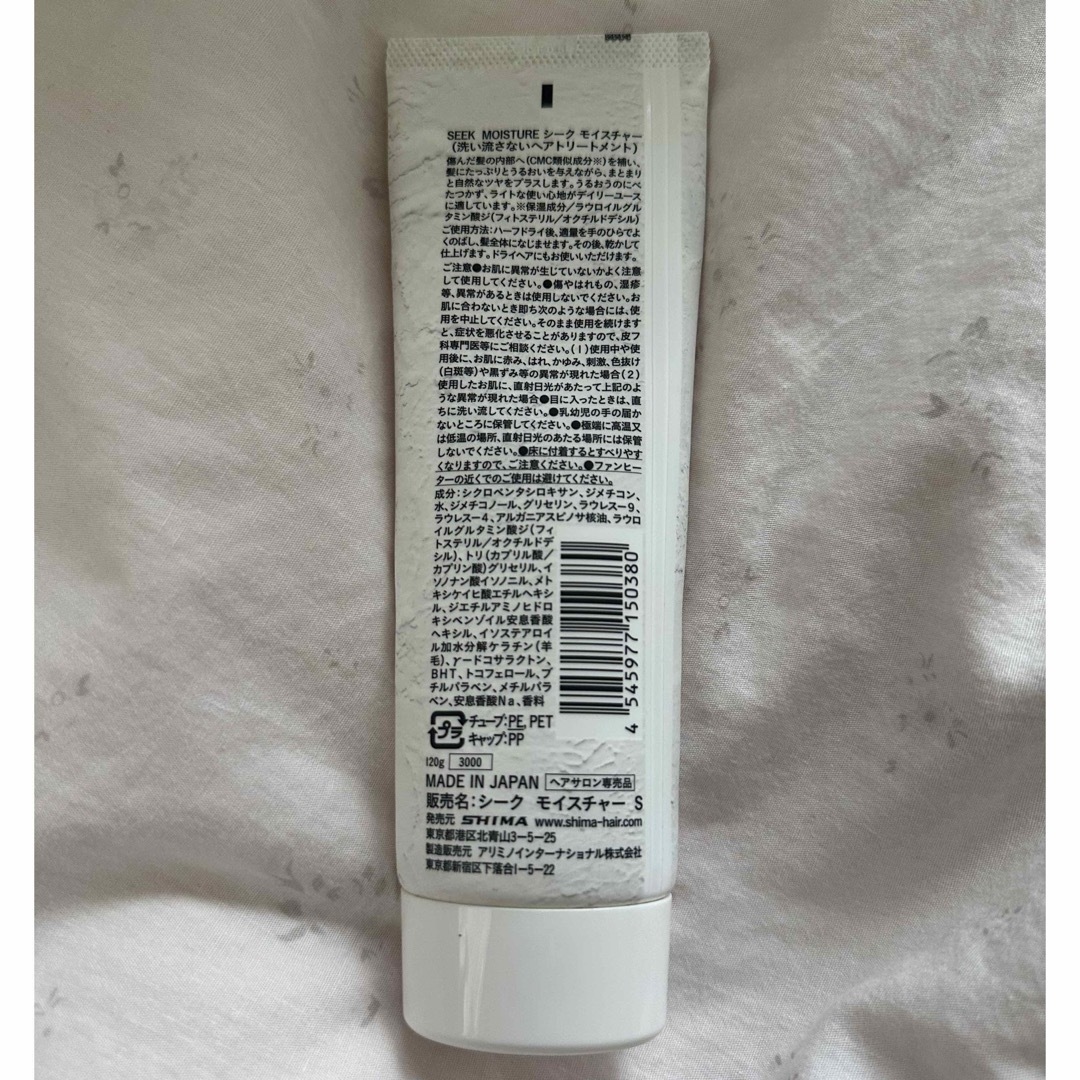 SEEK MOISTURE シーク モイスチャー
(洗い流さないヘアトリートメント)
傷んだ髪の内部へ(CMC類似成分※)を補い、
髪にたっぷりとうるおいを与えながら、まとまり
と自然なツヤをプラスします。うるおうのにべ
たつかず、ライトな使い心地がデイリーユース
に適しています。※保湿成分/ラウロイルグル
タミン酸ジ(フィトステリル/オクチルドデシル)
ご使用方法:ハーフドライ後、適量を手のひらでよ
くのばし、髪全体になじませます。その後、乾かして
仕上げます。ドライヘアにもお使いいただけます。
ご注意●お肌に異常が生じていないかよく注意
して使用してください。●傷やはれもの、湿疹
等、異常があるときは使用しないでください。お
肌に合わないとき即ち次のような場合には、使
用を中止してください。そのまま使用を続けます
と、症状を悪化させることがありますので、皮フ
科専門医等にご相談ください。(1)使用中や使
用後に、お肌に赤み、はれ、かゆみ、刺激、色抜け
(白斑等)や黒ずみ等の異常が現れた場合(2)
使用したお肌に、直射日光があたって上記のよ
うな異常が現れた場合●目に入ったときは、直
ちに洗い流してください。●乳幼児の手の届か
ないところに保管してください。●極端に高温又
は低温の場所、直射日光のあたる場所には保管
しないでください。●床に付着するとすべりやす
くなりますので、ご注意ください。●ファンヒー
ターの近くでのご使用は避けてください。
成分:シクロペンタシロキサン、ジメチコン、
水、ジメチコノール、グリセリン、ラウレス-9、
ラウレス-4、アルガニアスピノサ核油、ラウロ
イルグルタミン酸ジ(フィ
トステリル/オクチルドデ
シル)、トリ(カプリル酸/
カプリン酸)グリセリル、イ
ソノナン酸イソノニル、メト
キシケイヒ酸エチルヘキシ
ル、ジエチルアミノヒドロ
キシベンゾイル安息香酸
ヘキシル、イソステアロイ
ル加水分解ケラチン(羊
毛)、γ-ドコサラクトン、
BHT、トコフェロール、ブ
チルパラベン、メチルパラ
ベン、安息香酸Na、香料
4 545977 150380
プラ チューブ:PE, PET
キャップ:PP
120g 3000
MADE IN JAPAN ヘアサロン専売品
販売名:シーク モイスチャー S
発売元 SHIMA www.shima-hair.com
東京都港区北青山3-5-25
製造販売元 アリミノインターナショナル株式会社
東京都新宿区下落合1-5-22